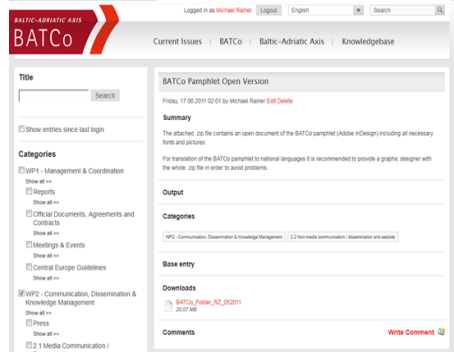 Logged in as Michael Rainer Logout English Search
BALTIC-ADRIATIC AXIS
BATCo
Current Issues | BATCo | Baltic-Adriatic Axis | Knowledgebase
Title
Search
Show entries since last login
Categories
WP1 - Management & Coordination
Show all >>
Reports
Show all >>
Official Documents, Agreements and
Contracts
Show all >>
Meetings & Events
Show all >>
Central Europe Guidelines
Show all >>
WP2 - Communication, Dissemination &
Knowledge Management
Show all >>
Press
Show all >>
2.1 Media Communication /
BATCo Pamphlet Open Version
Friday, 17.06.2011 02:01 by Michael Rainer Edit Delete
Summary
The attached .zip file contains an open document of the BATCo pamphlet (Adobe InDesign) including all necessary
fonts and pictures.
For translation of the BATCo pamphlet to national languages it is recommended to provide a graphic designer with
the whole .zip file in order to avoid problems.
Output
Categories
WP2 - Communication, Dissemination & Knowledge Management 2.2 Non-media communication / dissemination and website
Base entry
Downloads
BATCo_Folder_RZ_052011
20.07 MB
Comments Write Comment